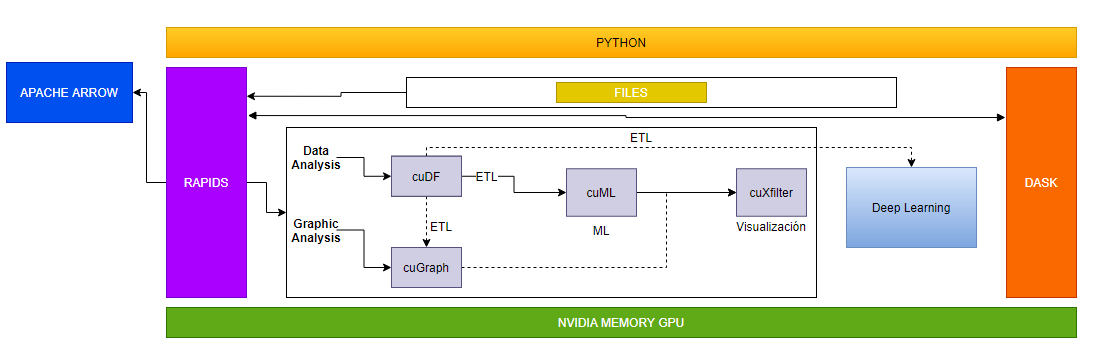 PYTHON
APACHE ARROW
FILES
ETL
Data
Analysis
RAPIDS
cuDF
ETL
cuML
cuXfilter
Deep Learning
DASK
Graphic
Analysis
ETL
ML
Visualización
cuGraph
NVIDIA MEMORY GPU